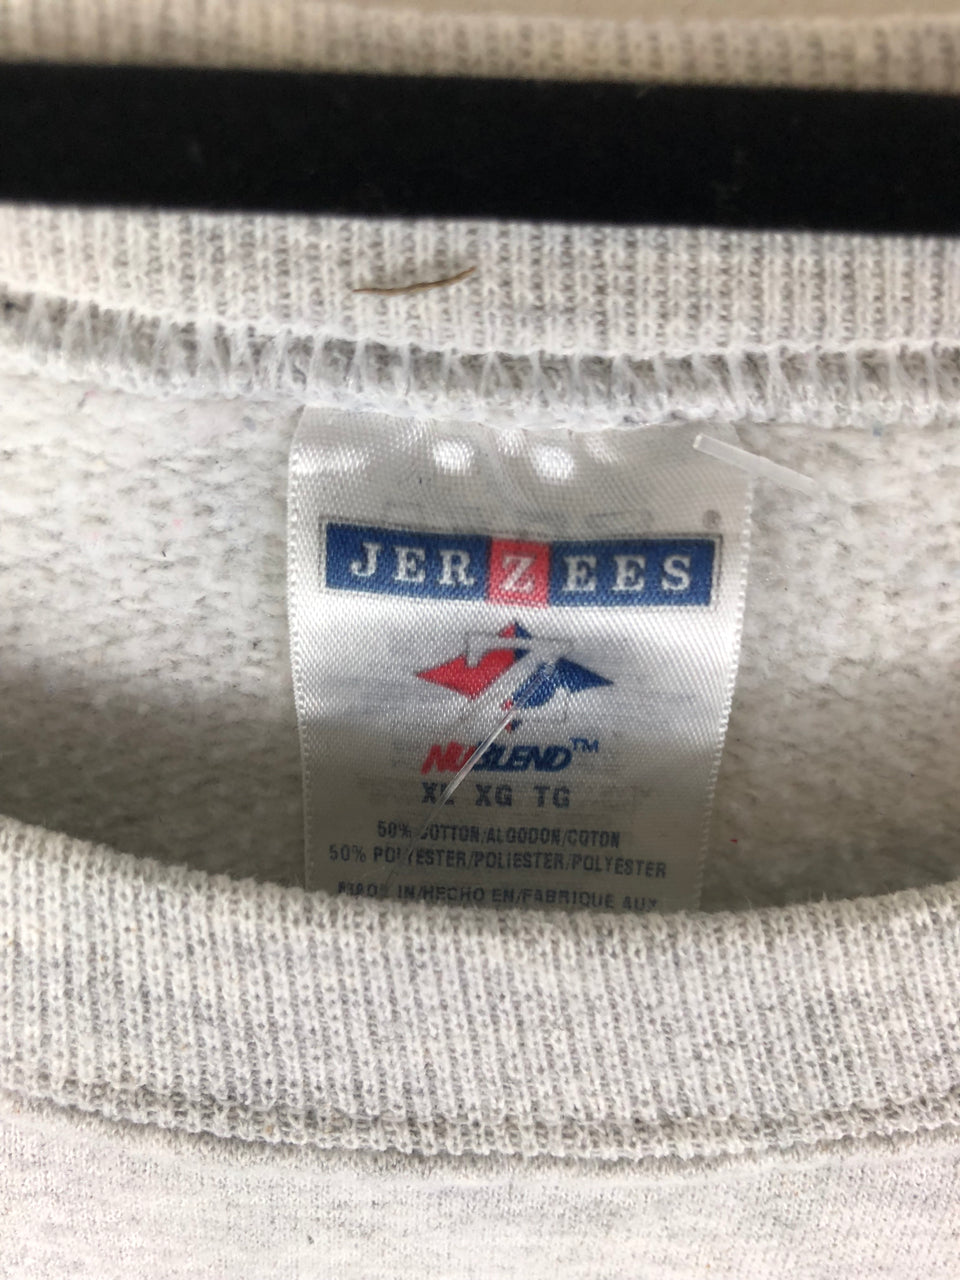 JERZEES
NUBLEND™
XL XG TG
50% COTTON/ALGODON/COTON
50% POLYESTER/POLIESTER/POLYESTER
MADE IN/HECHO EN/FABRIQUE AUX